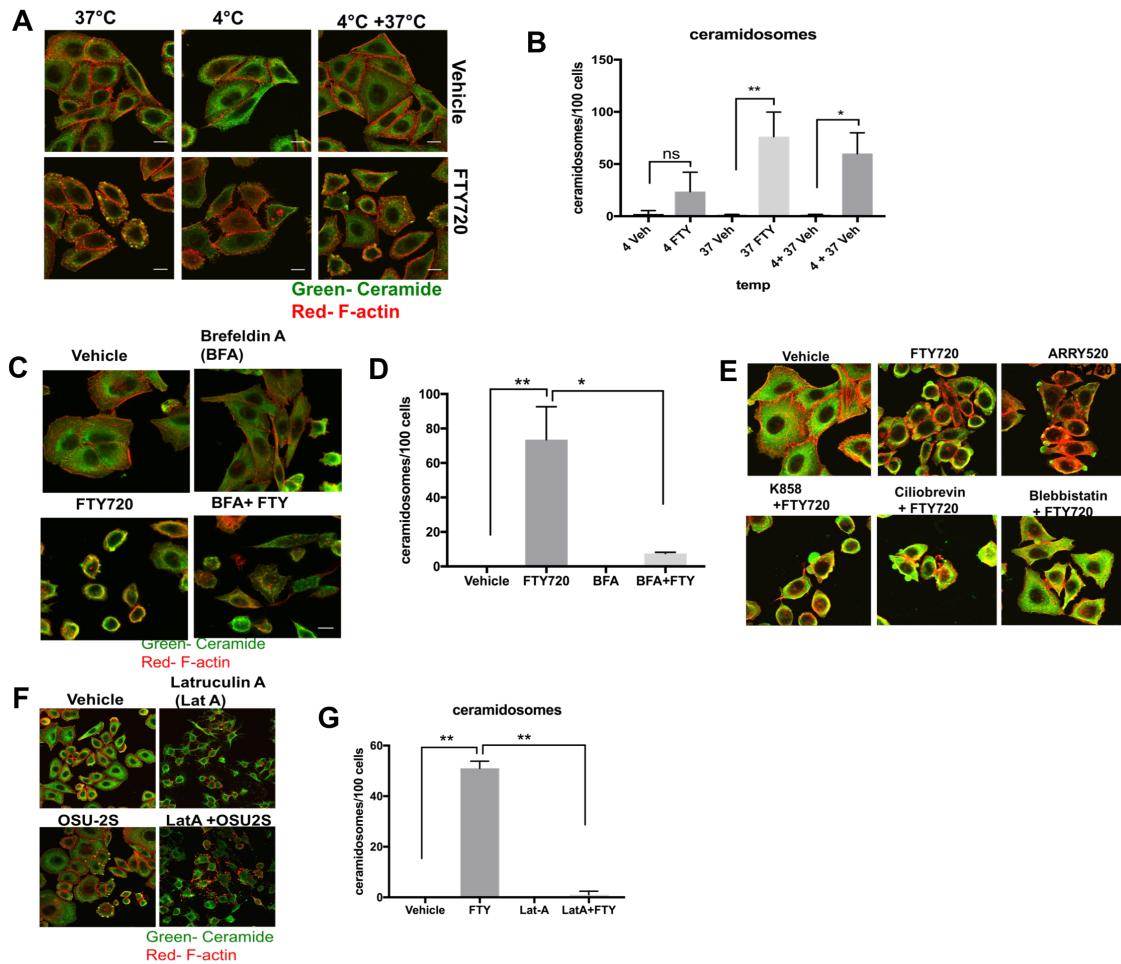 A
37°C
4°C
4°C +37°C
Vehicle
FTY720
Green- Ceramide
Red- F-actin
B
ceramidosomes
ceramidosomes/100 cells
150
100
50
0
ns
**
*
4 Veh
4 FTY
37 Veh
37 FTY
4+ 37 Veh
4 + 37 Veh
temp
C
Vehicle
Brefeldin A
(BFA)
FTY720
BFA+ FTY
Green- Ceramide
Red- F-actin
D
ceramidosomes/100 cells
100
80
60
40
20
0
**
*
Vehicle
FTY720
BFA
BFA+FTY
E
Vehicle
FTY720
ARRY520
K858
+FTY720
Ciliobrevin
+ FTY720
Blebbistatin
+ FTY720
F
Vehicle
Latruculin A
(Lat A)
OSU-2S
LatA +OSU2S
Green- Ceramide
Red- F-actin
G
ceramidosomes
ceramidosomes/100 cells
60
40
20
0
**
**
Vehicle
FTY
Lat-A
LatA+FTY